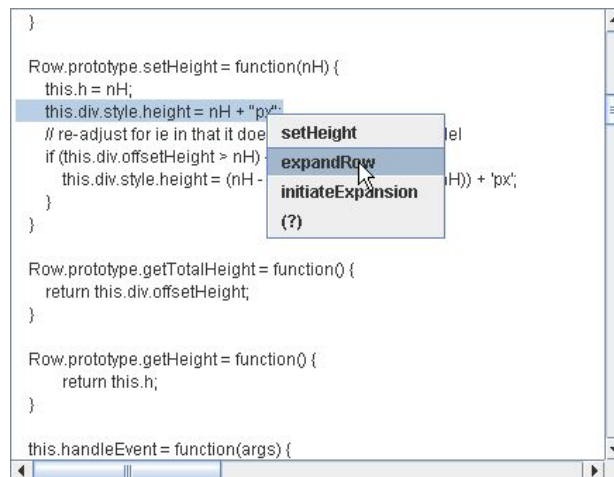 }
Row.prototype.setHeight = function(nH) {
this.h = nH;
this.div.style.height = nH + "px";
// re-adjust for ie in that it doe
if (this.div.offsetHeight > nH)
this.div.style.height = (nH - nH)) + 'px';
}
}
setHeight
expandRow
initiateExpansion
(?)
Row.prototype.getTotalHeight = function() {
return this.div.offsetHeight;
}
Row.prototype.getHeight = function() {
return this.h;
}
this.handleEvent = function(args) {